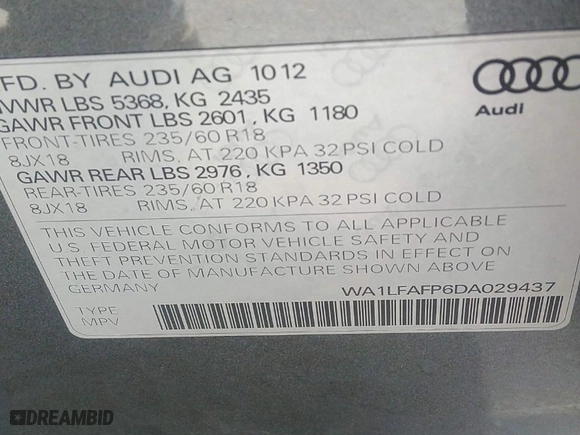 FD. BY AUDI AG 1012
VWR LBS 5368, KG 2435
GAWR FRONT LBS 2601, KG 1180
FRONT-TIRES 235/60 R18
8JX18 RIMS, AT 220 KPA 32 PSI COLD
GAWR REAR LBS 2976, KG 1350
REAR-TIRES 235/60 R18
8JX18 RIMS, AT 220 KPA 32 PSI COLD
THIS VEHICLE CONFORMS TO ALL APPLICABLE
U.S. FEDERAL MOTOR VEHICLE SAFETY AND
THEFT PREVENTION STANDARDS IN EFFECT ON
THE DATE OF MANUFACTURE SHOWN ABOVE
GERMANY
WA1LFAFP6DA029437
TYPE
MPV
Audi
DREAMBID